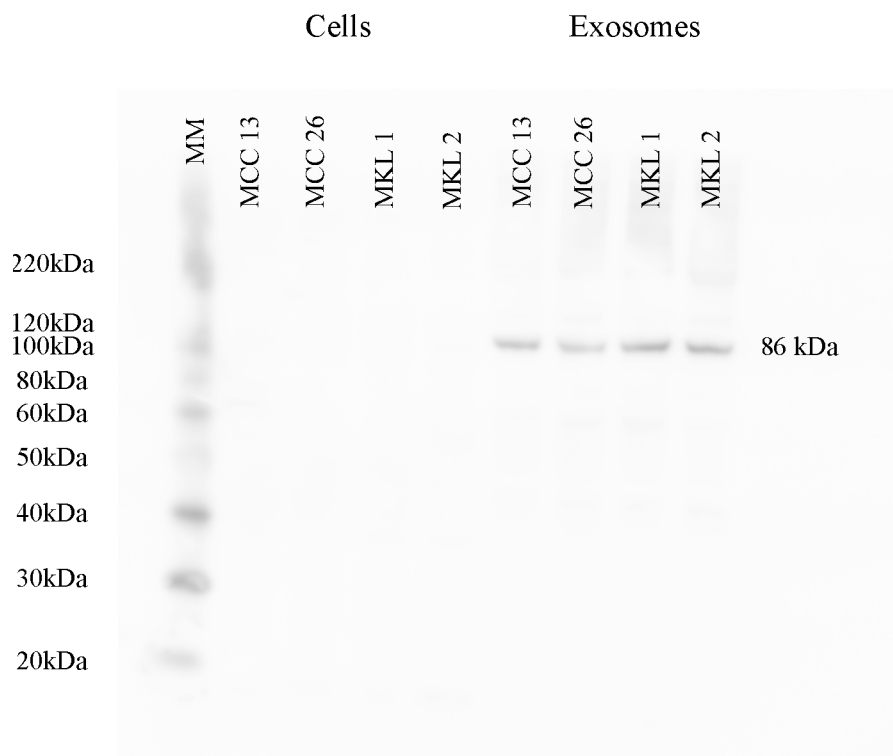 Cells Exosomes
MM MCC 13 MCC 26 MKL 1 MKL 2 MCC 13 MCC 26 MKL 1 MKL 2
220kDa
120kDa
100kDa 86 kDa
80kDa
60kDa
50kDa
40kDa
30kDa
20kDa